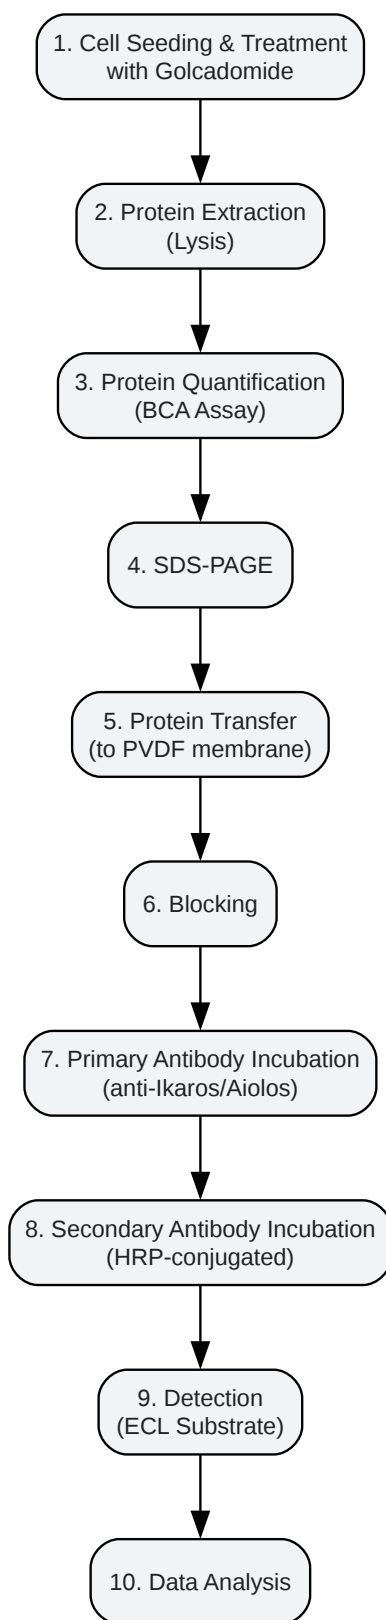 1. Cell Seeding & Treatment
with Golcadomide
2. Protein Extraction
(Lysis)
3. Protein Quantification
(BCA Assay)
4. SDS-PAGE
5. Protein Transfer
(to PVDF membrane)
6. Blocking
7. Primary Antibody Incubation
(anti-Ikaros/Aiolos)
8. Secondary Antibody Incubation
(HRP-conjugated)
9. Detection
(ECL Substrate)
10. Data Analysis